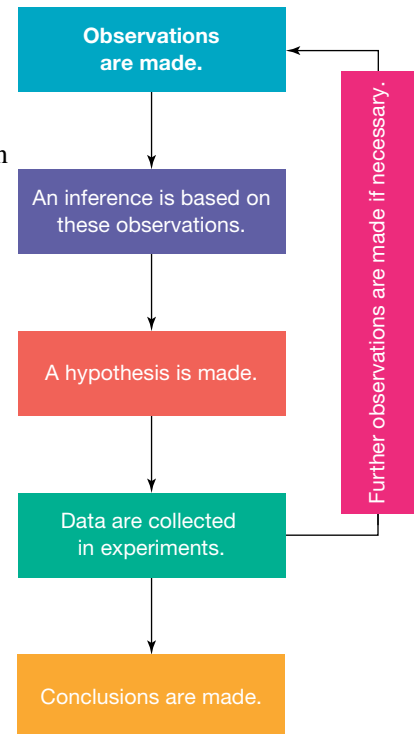 Observations
are made.
An inference is based on
these observations.
A hypothesis is made.
Data are collected
in experiments.
Conclusions are made.
Further observations are made if necessary.